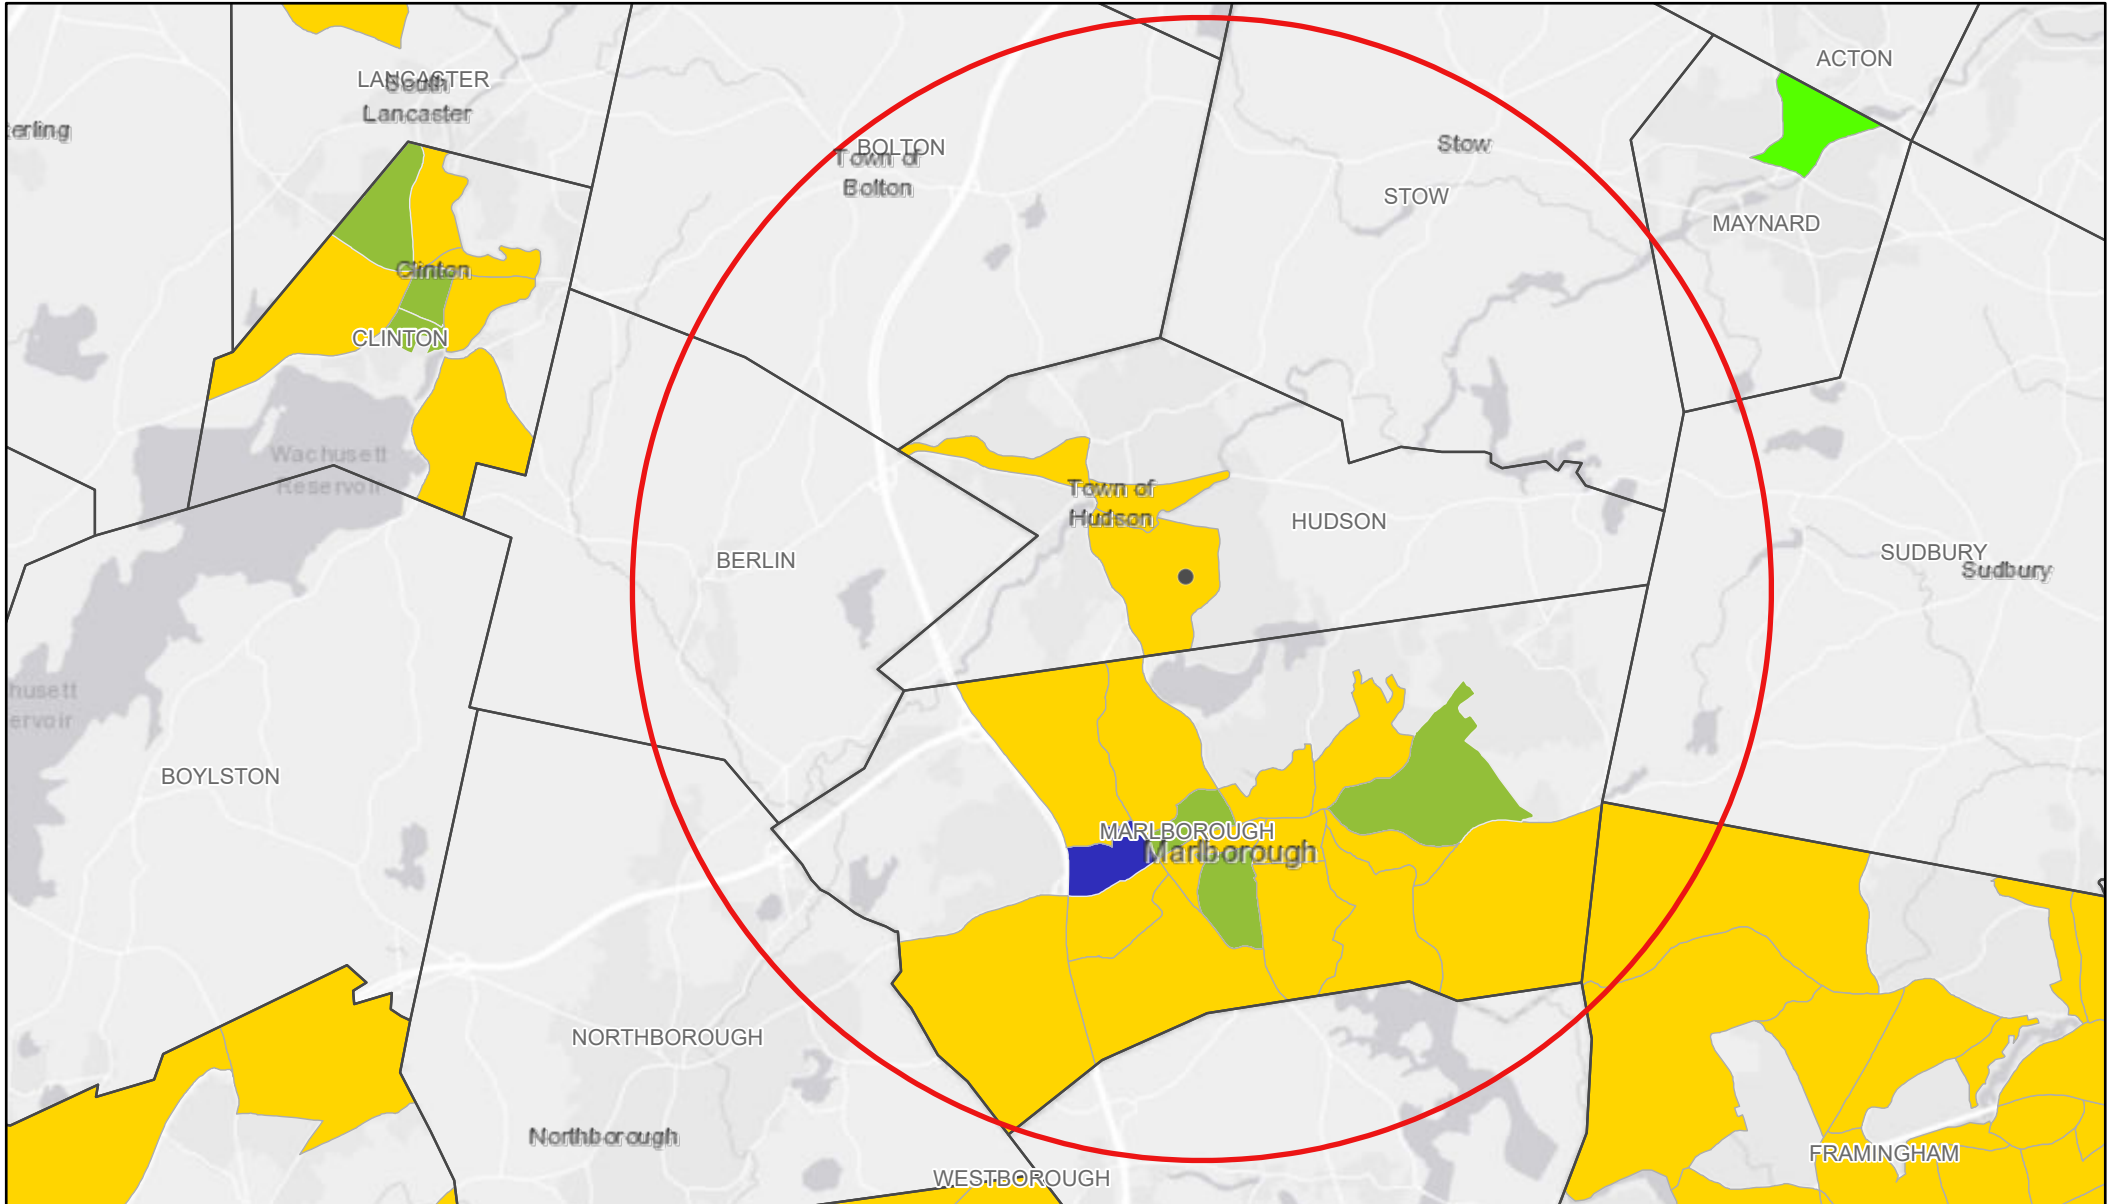 ACTON
LANCASTER
South
Lancaster
erling
BOLTON
Town of
Bolton
Stow
STOW
MAYNARD
Clinton
CLINTON
Wachusett
Reservoir
Town of
Hudson
HUDSON
BERLIN
SUDBURY
Sudbury
husett
ervoir
BOYLSTON
MARLBOROUGH
Marlborough
NORTHBOROUGH
Northborough
FRAMINGHAM
WESTBOROUGH